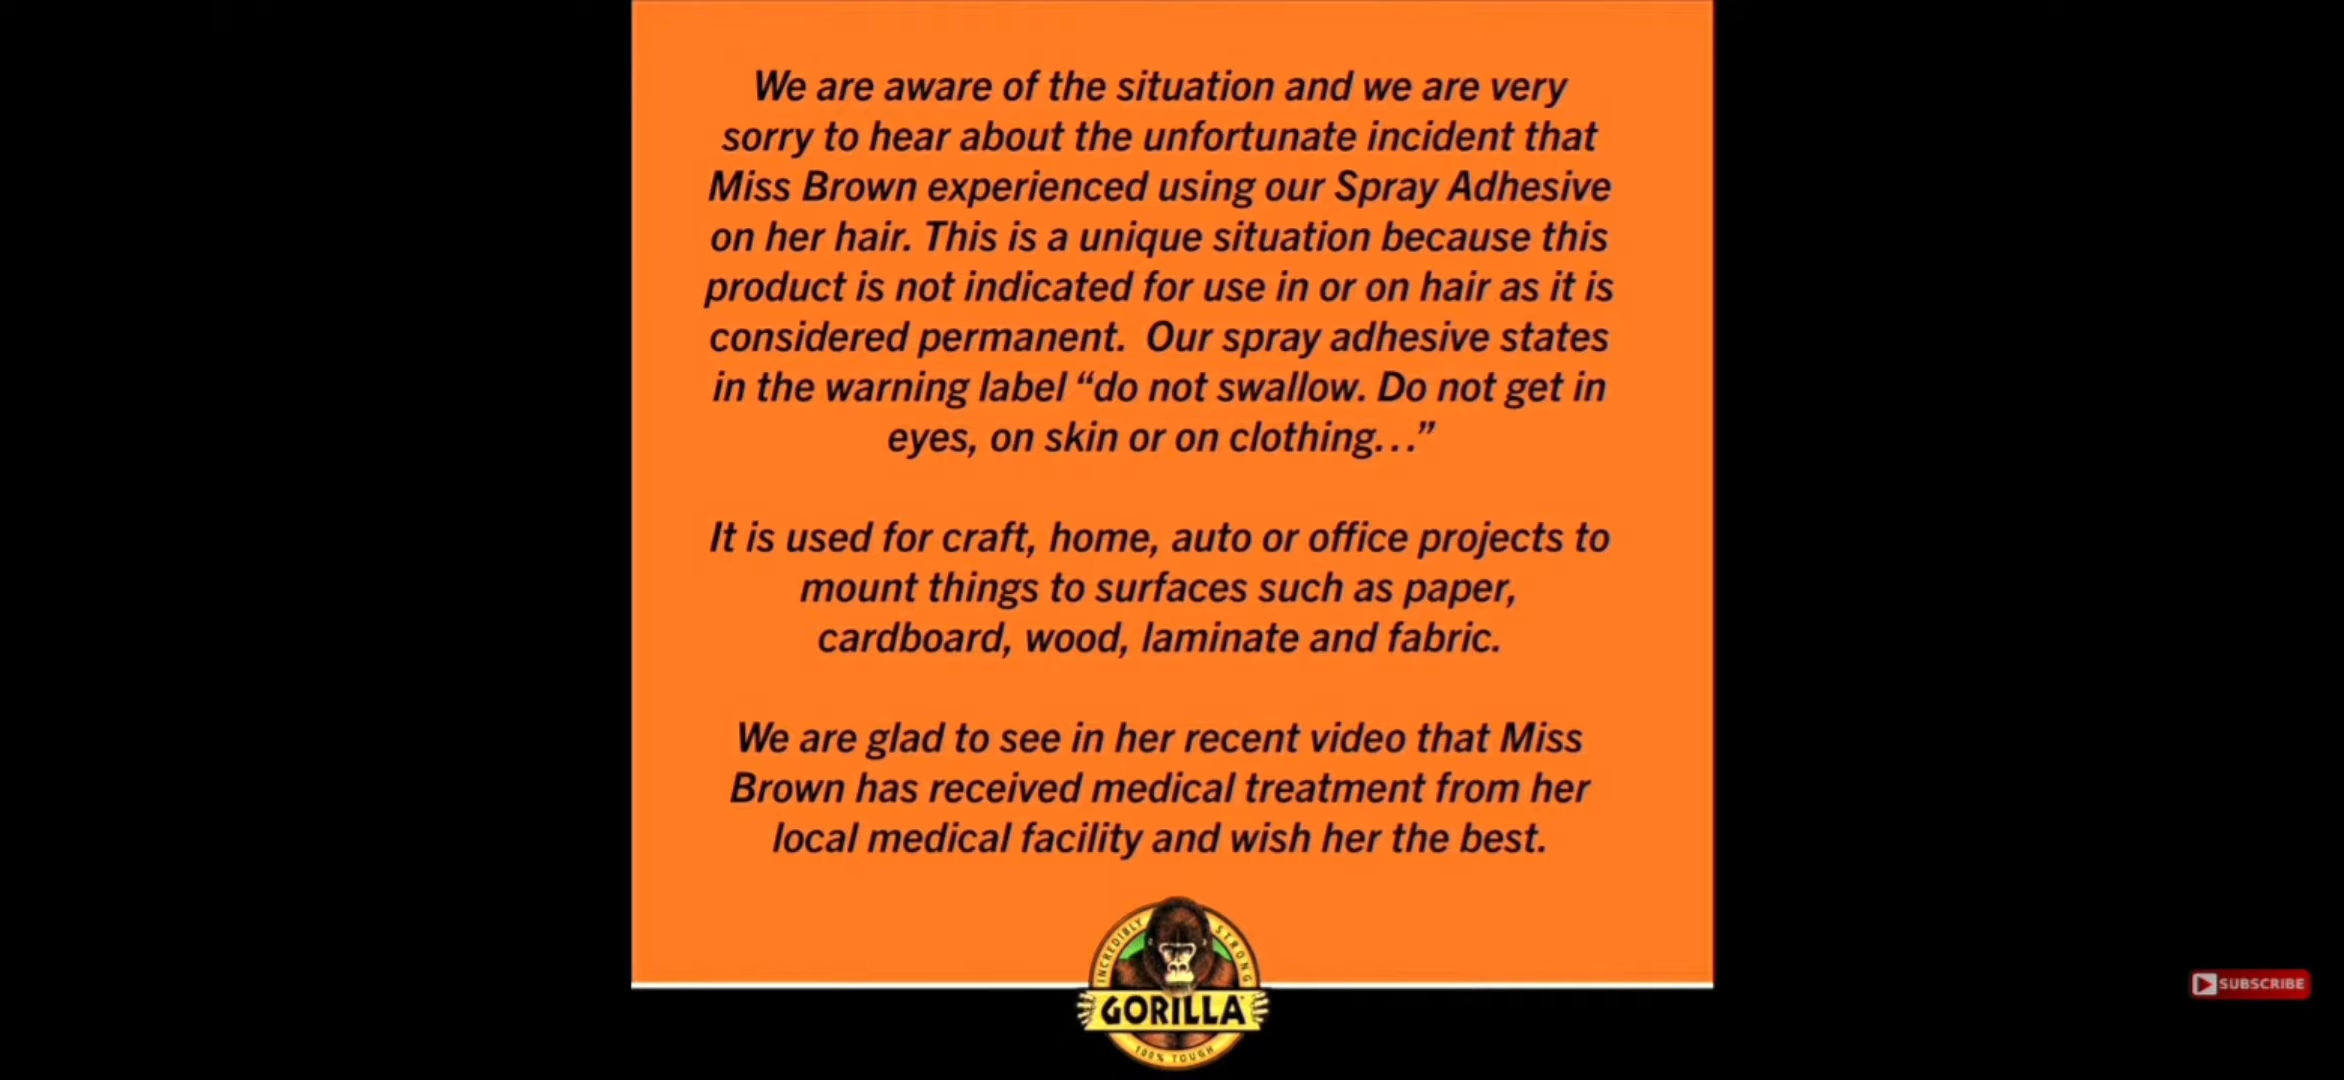 We are aware of the situation and we are very
sorry to hear about the unfortunate incident that
Miss Brown experienced using our Spray Adhesive
on her hair. This is a unique situation because this
product is not indicated for use in or on hair as it is
considered permanent.  Our spray adhesive states
in the warning label “do not swallow. Do not get in
eyes, on skin or on clothing…”
It is used for craft, home, auto or office projects to
mount things to surfaces such as paper,
cardboard, wood, laminate and fabric.
We are glad to see in her recent video that Miss
Brown has received medical treatment from her
local medical facility and wish her the best.
INCREDIBLY STRONG
GORILLA
100% TOUGH
SUBSCRIBE